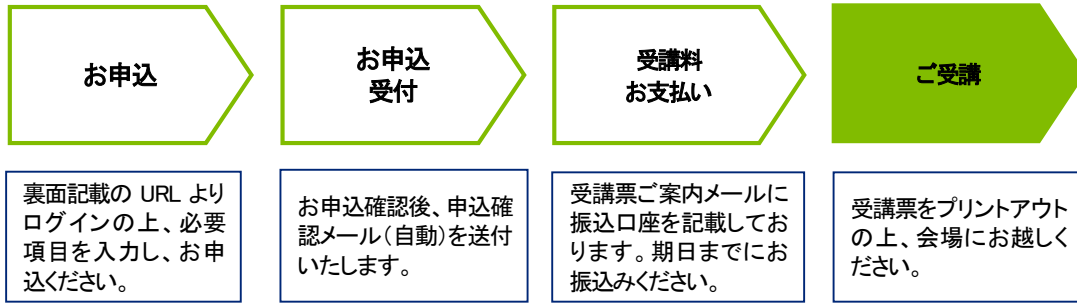 お申込
お申込
受付
受講料
お支払い
ご受講
裏面記載の URL より
ログインの上、必要
項目を入力し、お申
込ください。
お申込確認後、申込確
認メール(自動)を送付
いたします。
受講票ご案内メールに
振込口座を記載してお
ります。期日までにお
振込みください。
受講票をプリントアウト
の上、会場にお越しく
ださい。